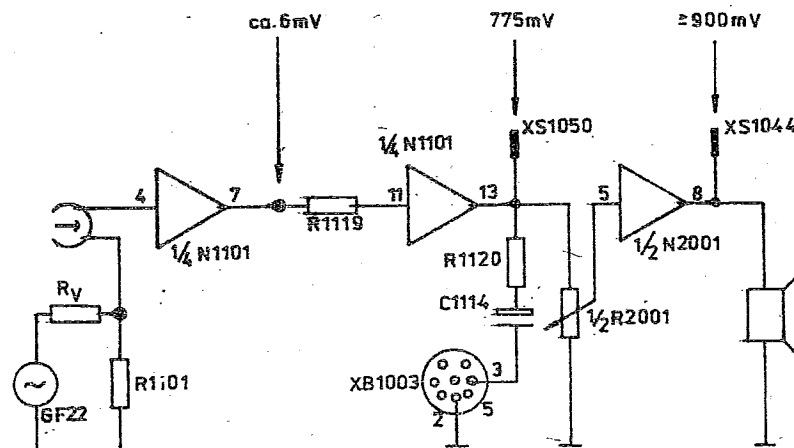 ca. 6mV
775mV
≥900mV
XS1050
XS1044
1/4 N1101
4
7
11
13
5
8
R1119
1/4 N1101
1/2 N2001
R1120
RV
C1114
1/2 R2001
R1101
XB1003
3
GF22
2
5